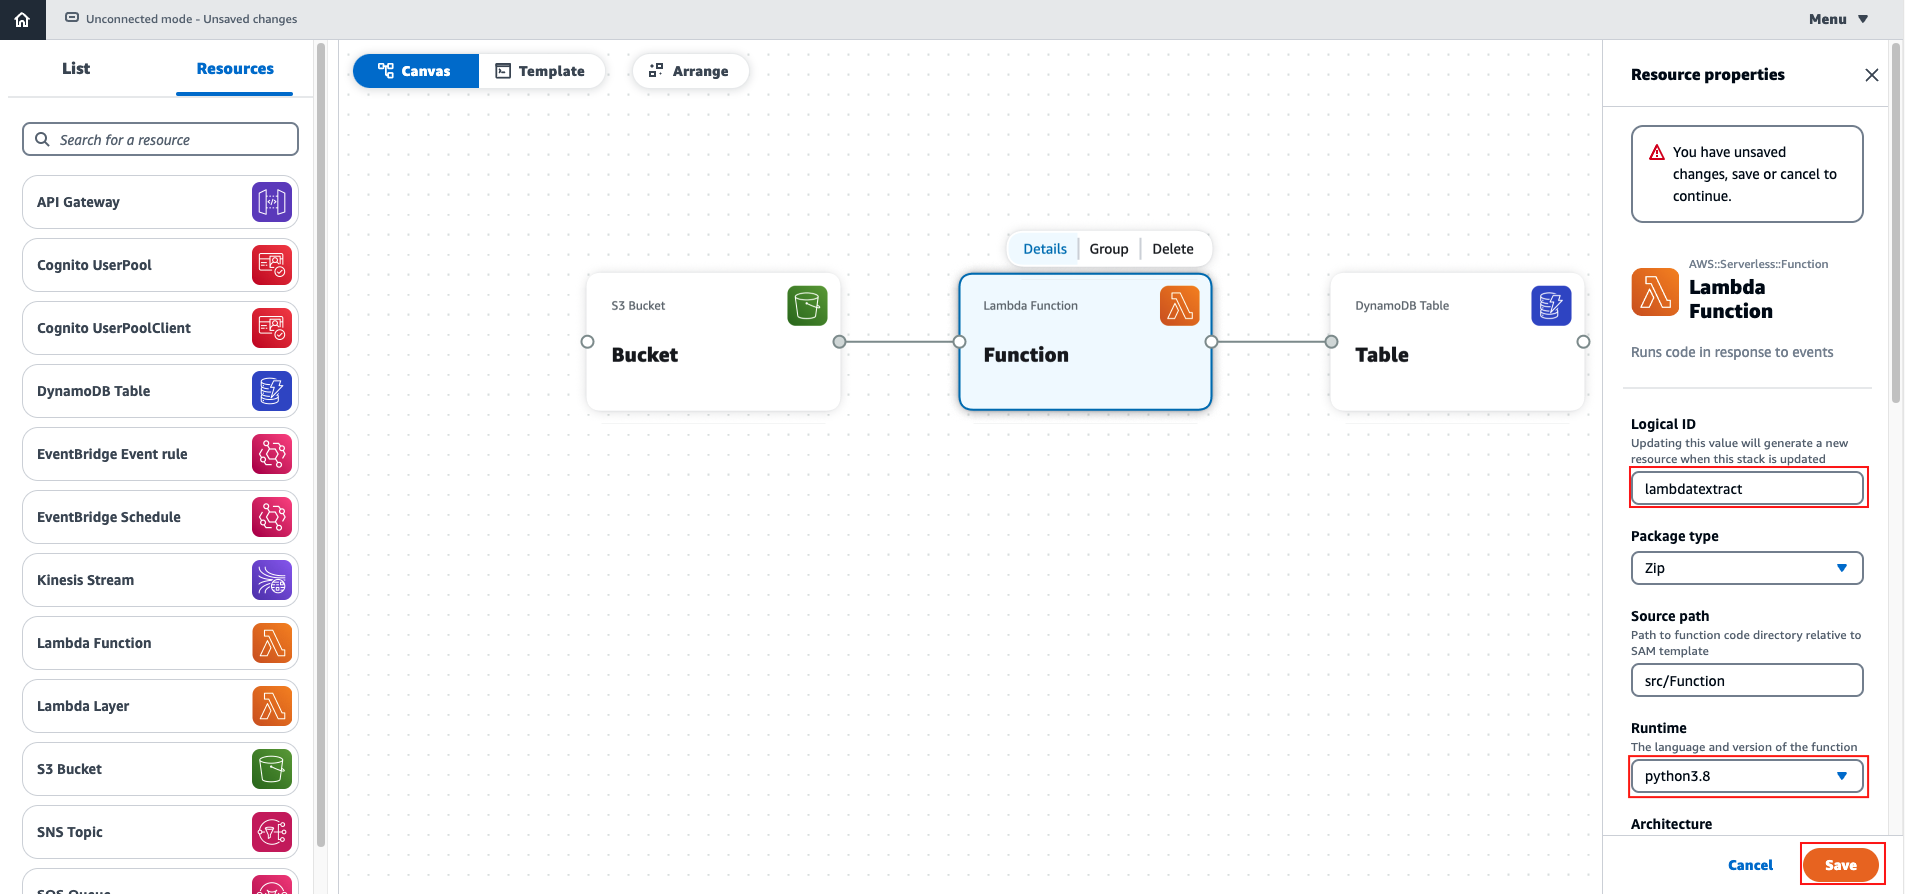 Unconnected mode - Unsaved changes
Menu
List
Resources
Search for a resource
API Gateway
Cognito UserPool
Cognito UserPoolClient
DynamoDB Table
EventBridge Event rule
EventBridge Schedule
Kinesis Stream
Lambda Function
Lambda Layer
S3 Bucket
SNS Topic
SQS Queue
Canvas
Template
Arrange
Details
Group
Delete
S3 Bucket
Bucket
Lambda Function
Function
DynamoDB Table
Table
Resource properties
You have unsaved
changes, save or cancel to
continue.
AWS::Serverless::Function
Lambda
Function
Runs code in response to events
Logical ID
Updating this value will generate a new
resource when this stack is updated
lambdatextract
Package type
Zip
Source path
Path to function code directory relative to
SAM template
src/Function
Runtime
The language and version of the function
python3.8
Architecture
Cancel
Save